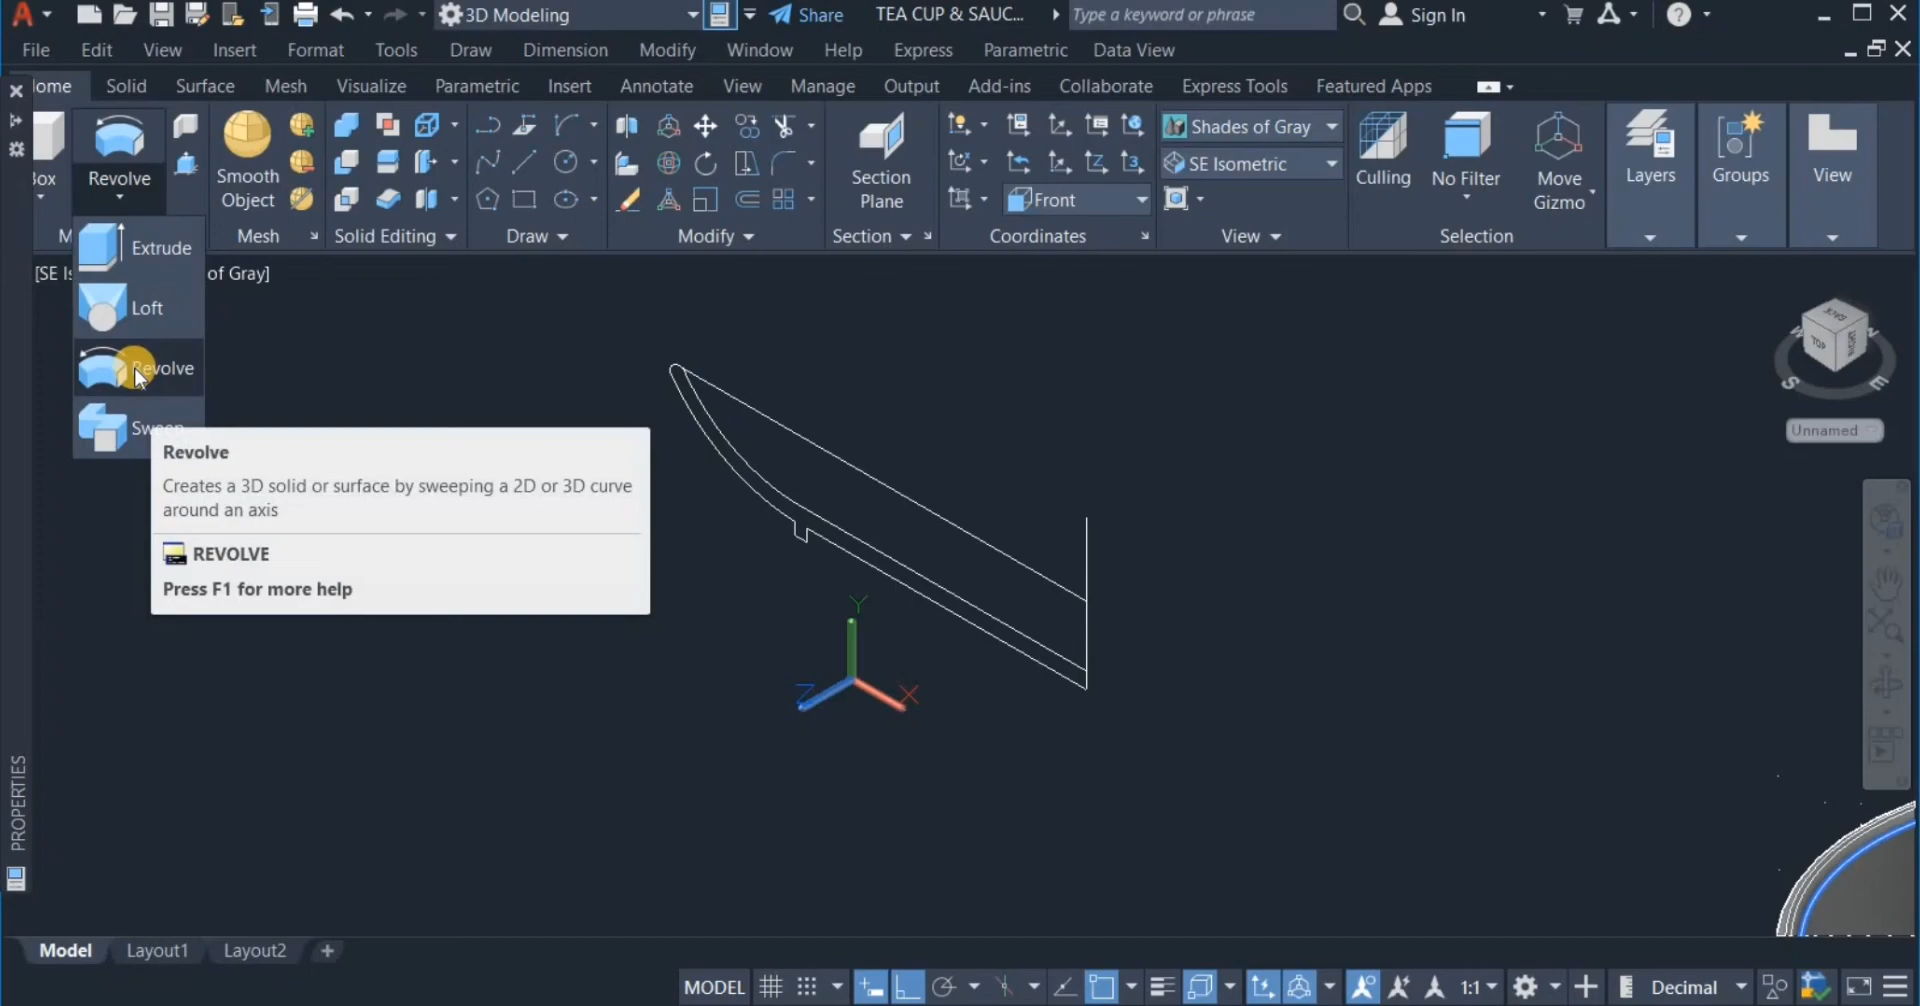 3D Modeling
Share
TEA CUP & SAUC...
Type a keyword or phrase
Sign In
File Edit View Insert Format Tools Draw Dimension Modify Window Help Express Parametric Data View
ome Solid Surface Mesh Visualize Parametric Insert Annotate View Manage Output Add-ins Collaborate Express Tools Featured Apps
Box
Revolve
Smooth
Object
Section
Plane
Shades of Gray
SE Isometric
Front
Culling
No Filter
Move
Gizmo
Layers
Groups
View
M
Mesh
Solid Editing
Draw
Modify
Section
Coordinates
View
Selection
[SE Is
of Gray]
Extrude
Loft
Revolve
Sweep
Revolve
Creates a 3D solid or surface by sweeping a 2D or 3D curve
around an axis
REVOLVE
Press F1 for more help
Y
Z
X
BACK
TOP
RIGHT
W
N
S
E
Unnamed
PROPERTIES
Model Layout1 Layout2 +
MODEL
1:1
Decimal